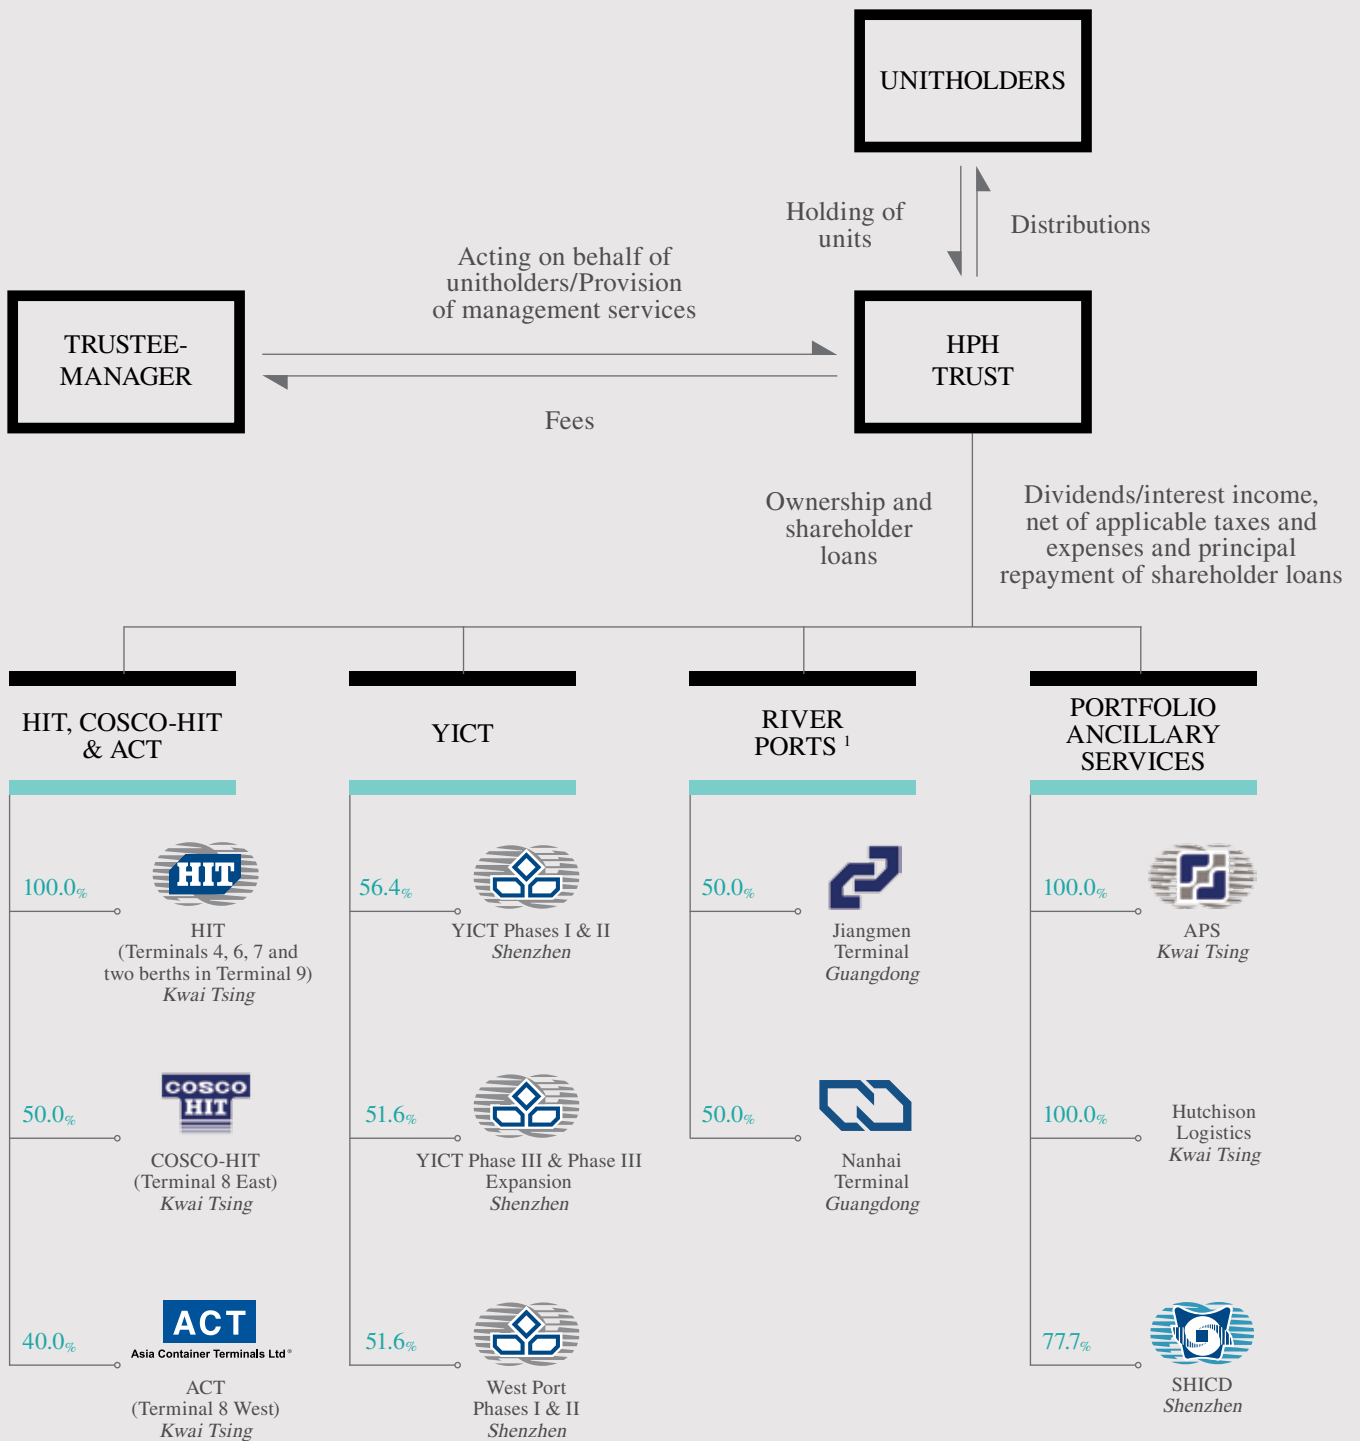 UNITHOLDERS
Holding of
units
Distributions
Acting on behalf of
unitholders/Provision
of management services
TRUSTEE-
MANAGER
HPH
TRUST
Fees
Ownership and
shareholder
loans
Dividends/interest income,
net of applicable taxes and
expenses and principal
repayment of shareholder loans
HIT, COSCO-HIT
& ACT
100.0%
HIT
HIT
(Terminals 4, 6, 7 and
two berths in Terminal 9)
Kwai Tsing
50.0%
COSCO
HIT
COSCO-HIT
(Terminal 8 East)
Kwai Tsing
40.0%
ACT
Asia Container Terminals Ltd®
ACT
(Terminal 8 West)
Kwai Tsing
YICT
56.4%
YICT Phases I & II
Shenzhen
51.6%
YICT Phase III & Phase III
Expansion
Shenzhen
51.6%
West Port
Phases I & II
Shenzhen
RIVER
PORTS 1
50.0%
Jiangmen
Terminal
Guangdong
50.0%
Nanhai
Terminal
Guangdong
PORTFOLIO
ANCILLARY
SERVICES
100.0%
APS
Kwai Tsing
100.0%
Hutchison
Logistics
Kwai Tsing
77.7%
SHICD
Shenzhen